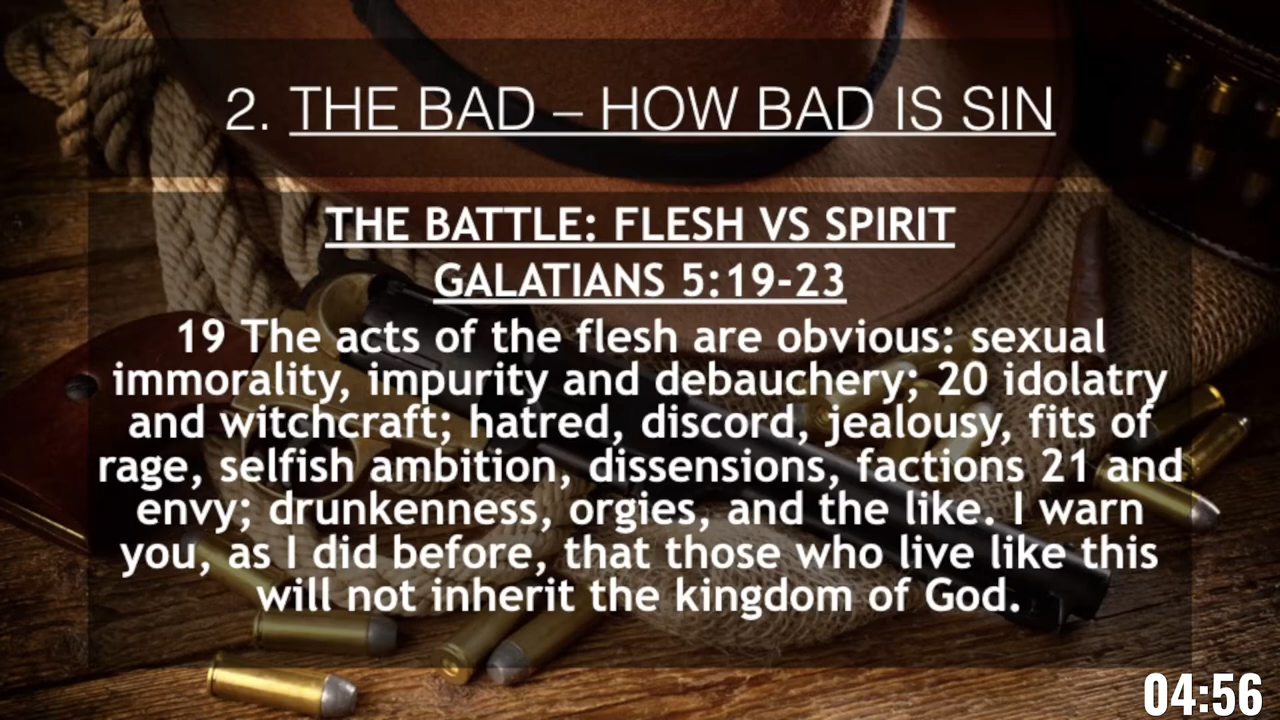 2. THE BAD – HOW BAD IS SIN
THE BATTLE: FLESH VS SPIRIT
GALATIANS 5:19-23
19 The acts of the flesh are obvious: sexual
immorality, impurity and debauchery; 20 idolatry
and witchcraft; hatred, discord, jealousy, fits of
rage, selfish ambition, dissensions, factions 21 and
envy; drunkenness, orgies, and the like. I warn
you, as I did before, that those who live like this
will not inherit the kingdom of God.
04:56